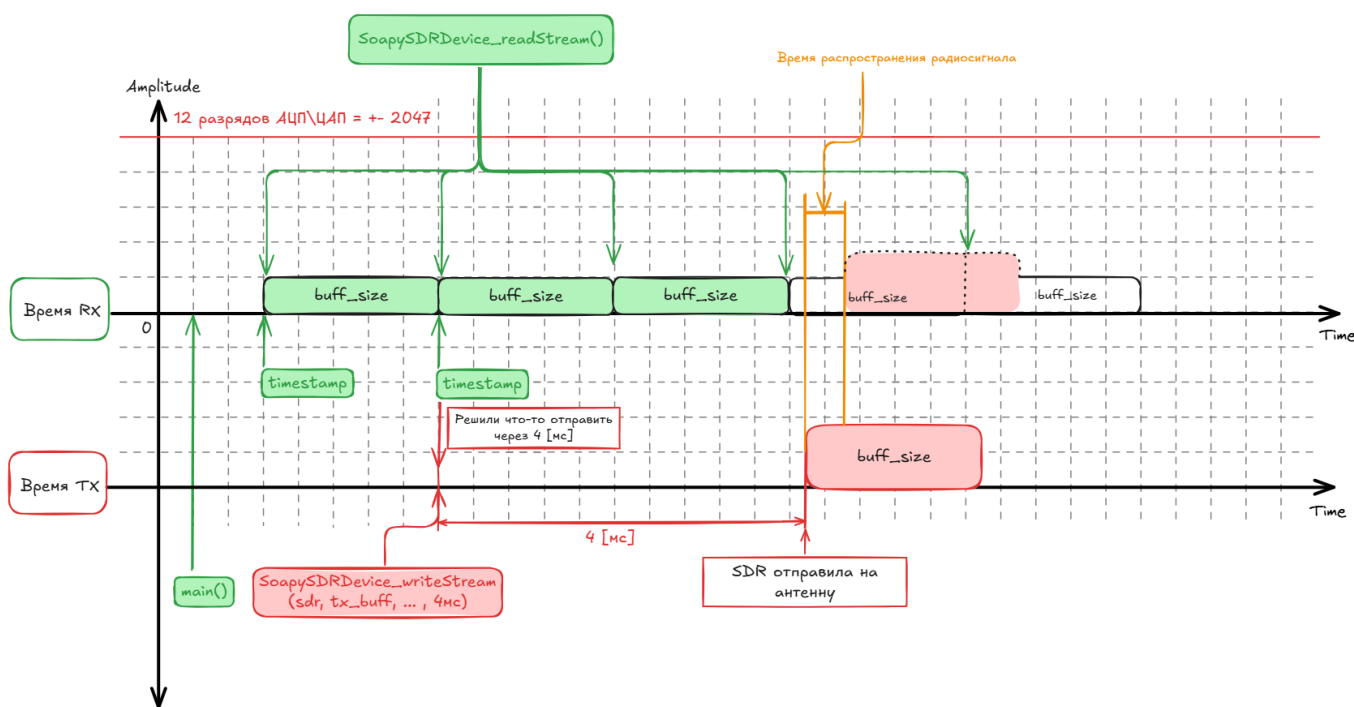 SoapySDRDevice_readStream()
Время распространения радиосигнала
Amplitude
12 разрядов АЦП\ЦАП = +- 2047
Время RX
buff_size
buff_size
buff_size
buff_size
buff_size
0
Time
timestamp
timestamp
Решили что-то отправить
через 4 [мс]
buff_size
Время TX
Time
4 [мс]
main()
SoapySDRDevice_writeStream
(sdr, tx_buff, ... , 4мс)
SDR отправила на
антенну